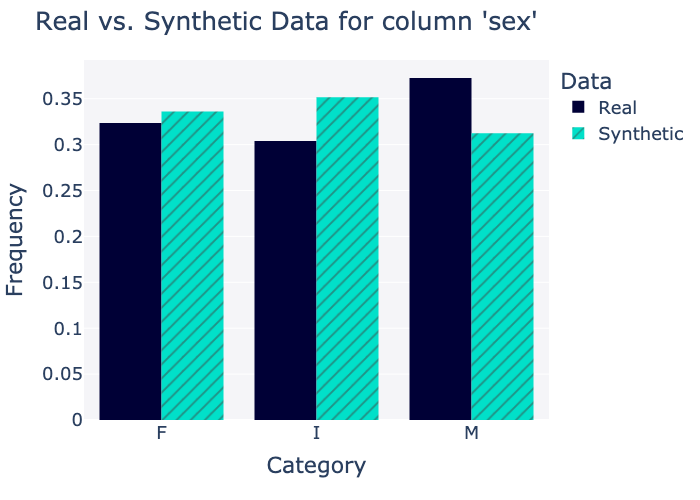 Real vs. Synthetic Data for column 'sex'
Data
Real
Synthetic
Frequency
0.35
0.3
0.25
0.2
0.15
0.1
0.05
0
F I M
Category